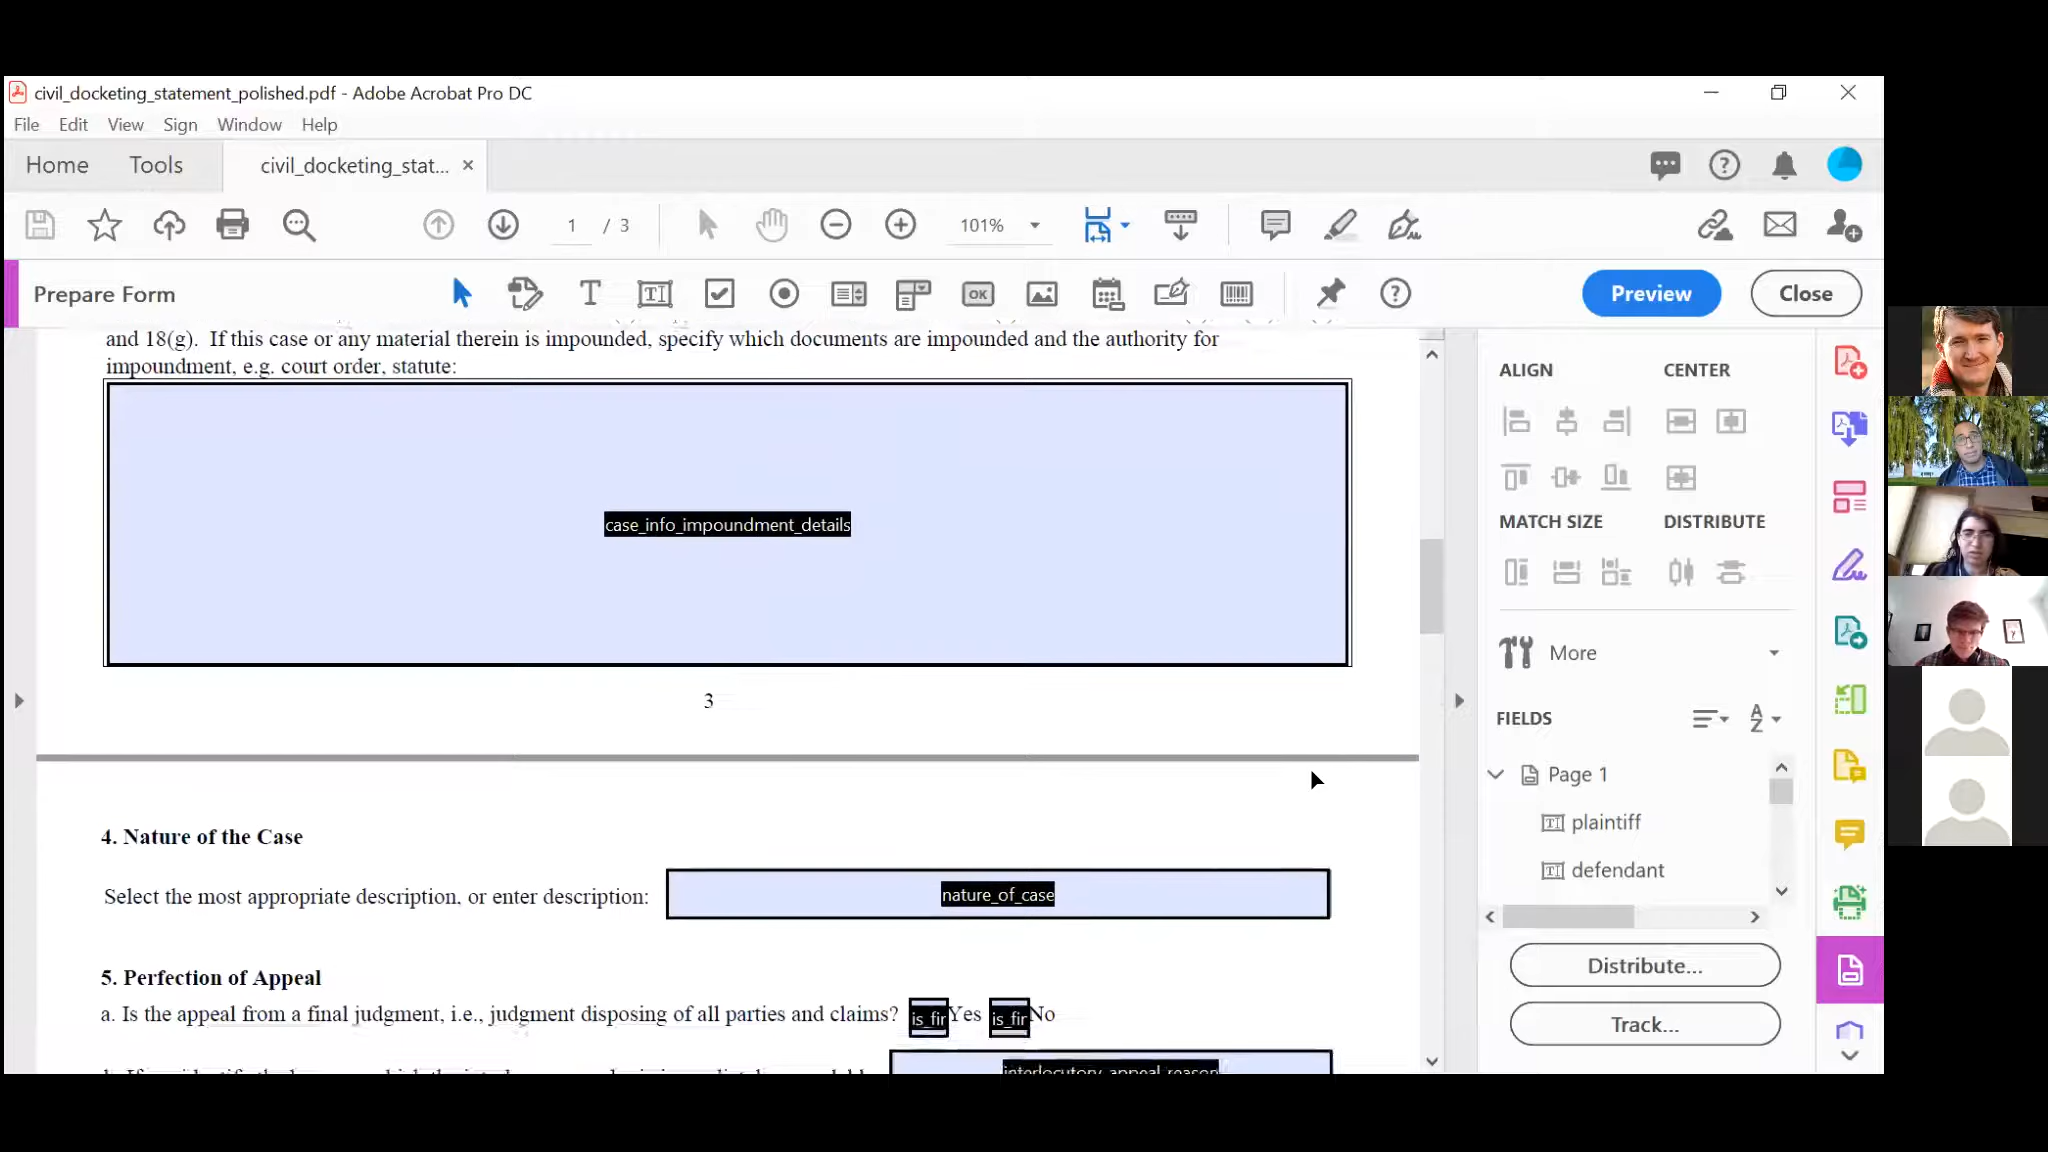 civil_docketing_statement_polished.pdf - Adobe Acrobat Pro DC
File Edit View Sign Window Help
Home Tools civil_docketing_stat... ×
1 / 3 101%
Prepare Form
T OK Preview Close
and 18(g). If this case or any material therein is impounded, specify which documents are impounded and the authority for
impoundment, e.g. court order, statute:
case_info_impoundment_details
3
4. Nature of the Case
Select the most appropriate description, or enter description: nature_of_case
5. Perfection of Appeal
a. Is the appeal from a final judgment, i.e., judgment disposing of all parties and claims? is_fir Yes is_fir No
interlocutory_appeal_reason
ALIGN CENTER
MATCH SIZE DISTRIBUTE
More
FIELDS
Page 1
plaintiff
defendant
Distribute...
Track...